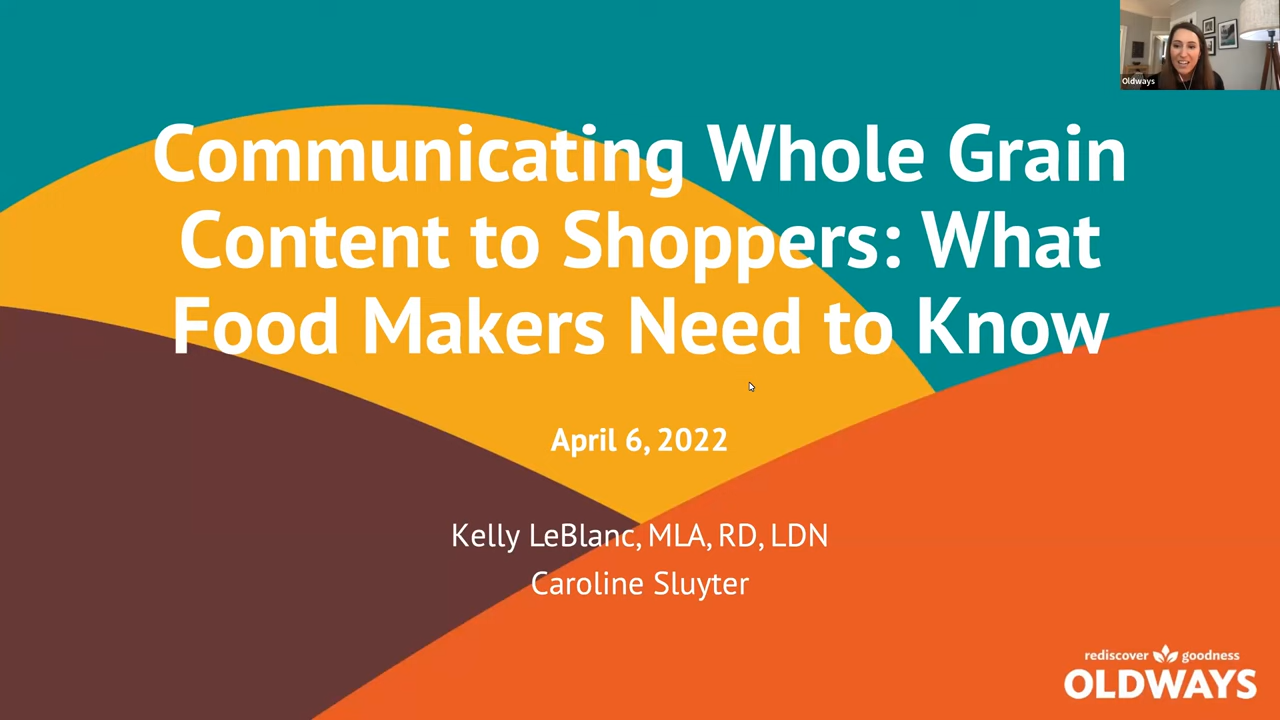 Oldways
Communicating Whole Grain
Content to Shoppers: What
Food Makers Need to Know
April 6, 2022
Kelly LeBlanc, MLA, RD, LDN
Caroline Sluyter
rediscover goodness
OLDWAYS